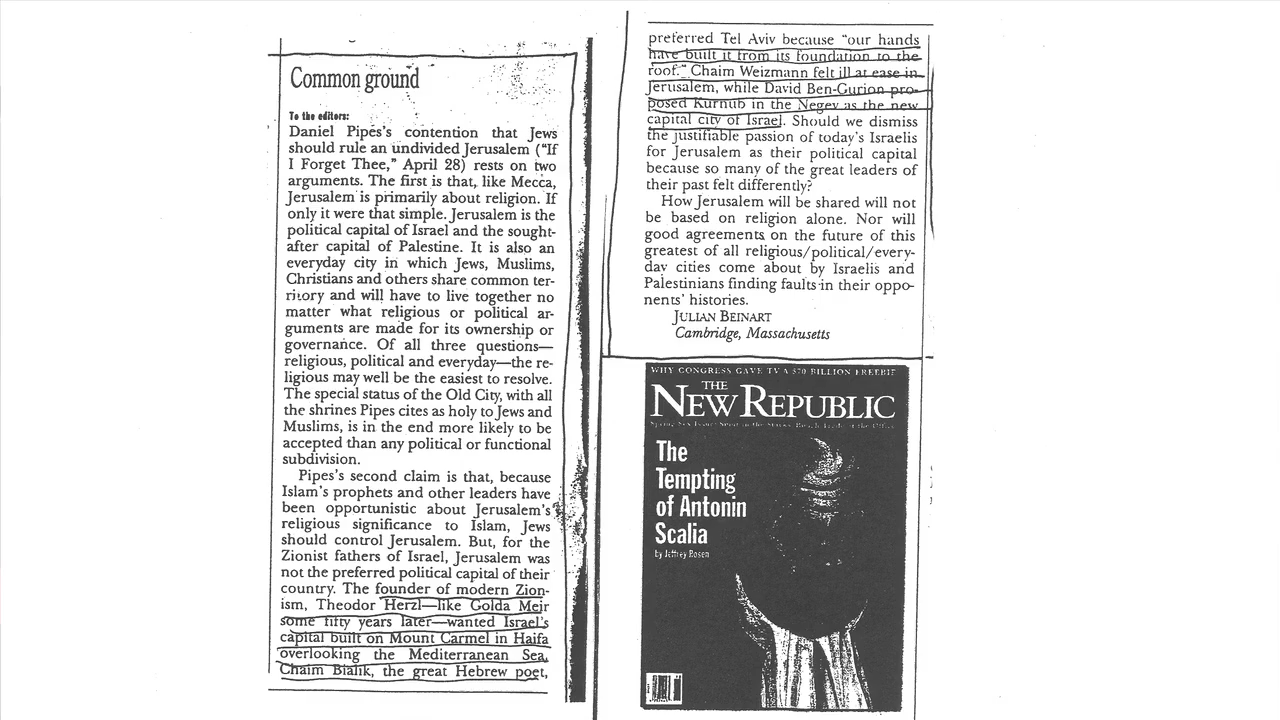 Common ground
To the editors:
Daniel Pipes's contention that Jews
should rule an undivided Jerusalem ("If
I Forget Thee," April 28) rests on two
arguments. The first is that, like Mecca,
Jerusalem is primarily about religion. If
only it were that simple. Jerusalem is the
political capital of Israel and the sought-
after capital of Palestine. It is also an
everyday city in which Jews, Muslims,
Christians and others share common ter-
ritory and will have to live together no
matter what religious or political ar-
guments are made for its ownership or
governance. Of all three questions—
religious, political and everyday—the re-
ligious may well be the easiest to resolve.
The special status of the Old City, with all
the shrines Pipes cites as holy to Jews and
Muslims, is in the end more likely to be
accepted than any political or functional
subdivision.
Pipes's second claim is that, because
Islam's prophets and other leaders have
been opportunistic about Jerusalem's
religious significance to Islam, Jews
should control Jerusalem. But, for the
Zionist fathers of Israel, Jerusalem was
not the preferred political capital of their
country. The founder of modern Zion-
ism, Theodor Herzl—like Golda Meir
some fifty years later—wanted Israel's
capital built on Mount Carmel in Haifa
overlooking the Mediterranean Sea,
Chaim Bialik, the great Hebrew poet,
preferred Tel Aviv because "our hands
have built it from its foundation to the
roof." Chaim Weizmann felt ill at ease in
Jerusalem, while David Ben-Gurion pro-
posed Kurnub in the Negev as the new
capital city of Israel. Should we dismiss
the justifiable passion of today's Israelis
for Jerusalem as their political capital
because so many of the great leaders of
their past felt differently?
How Jerusalem will be shared will not
be based on religion alone. Nor will
good agreements on the future of this
greatest of all religious/political/every-
day cities come about by Israelis and
Palestinians finding faults in their oppo-
nents' histories.
JULIAN BEINART
Cambridge, Massachusetts
WHY CONGRESS GAVE TV A $70 BILLION FREEBIE
THE
NEW REPUBLIC
The
Tempting
of Antonin
Scalia
by Jeffrey Rosen